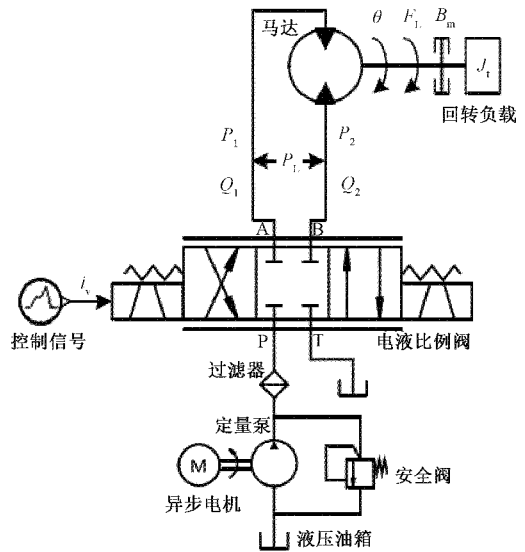 马达
θ
F_L
B_m
J_t
回转负载
P_1
P_L
P_2
Q_1
Q_2
A
B
i_v
控制信号
P
T
电液比例阀
过滤器
定量泵
M
异步电机
安全阀
液压油箱